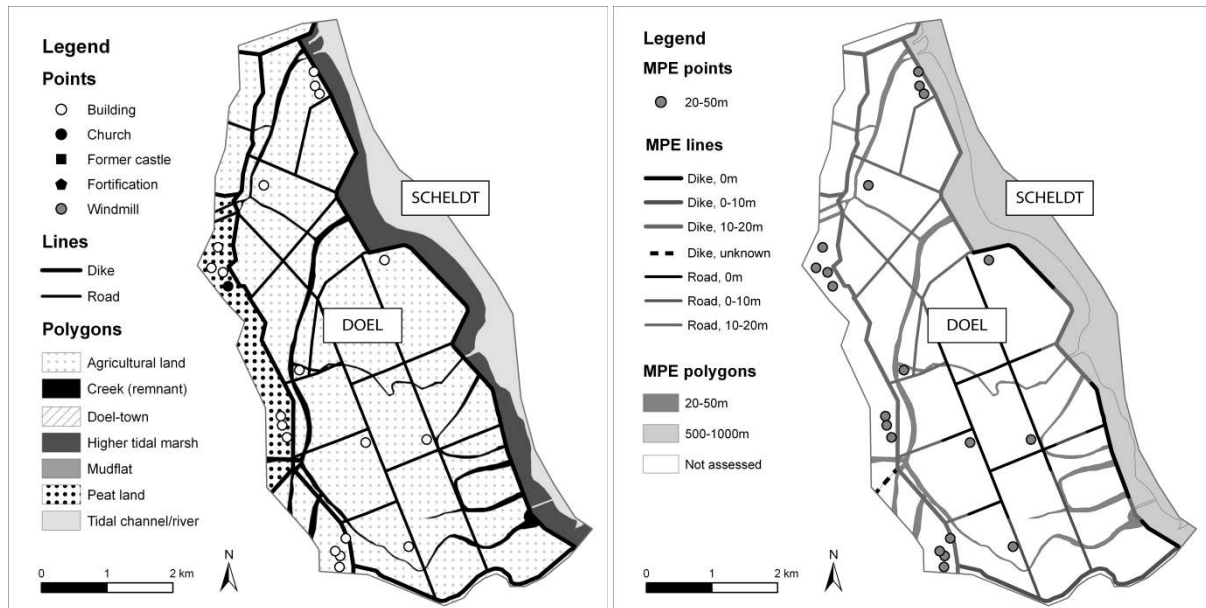 Legend
Points
Building
Church
Former castle
Fortification
Windmill
Lines
Dike
Road
Polygons
Agricultural land
Creek (remnant)
Doel-town
Higher tidal marsh
Mudflat
Peat land
Tidal channel/river
0 1 2 km
N
SCHELDT
DOEL
Legend
MPE points
20-50m
MPE lines
Dike, 0m
Dike, 0-10m
Dike, 10-20m
Dike, unknown
Road, 0m
Road, 0-10m
Road, 10-20m
MPE polygons
20-50m
500-1000m
Not assessed
0 1 2 km
N
SCHELDT
DOEL